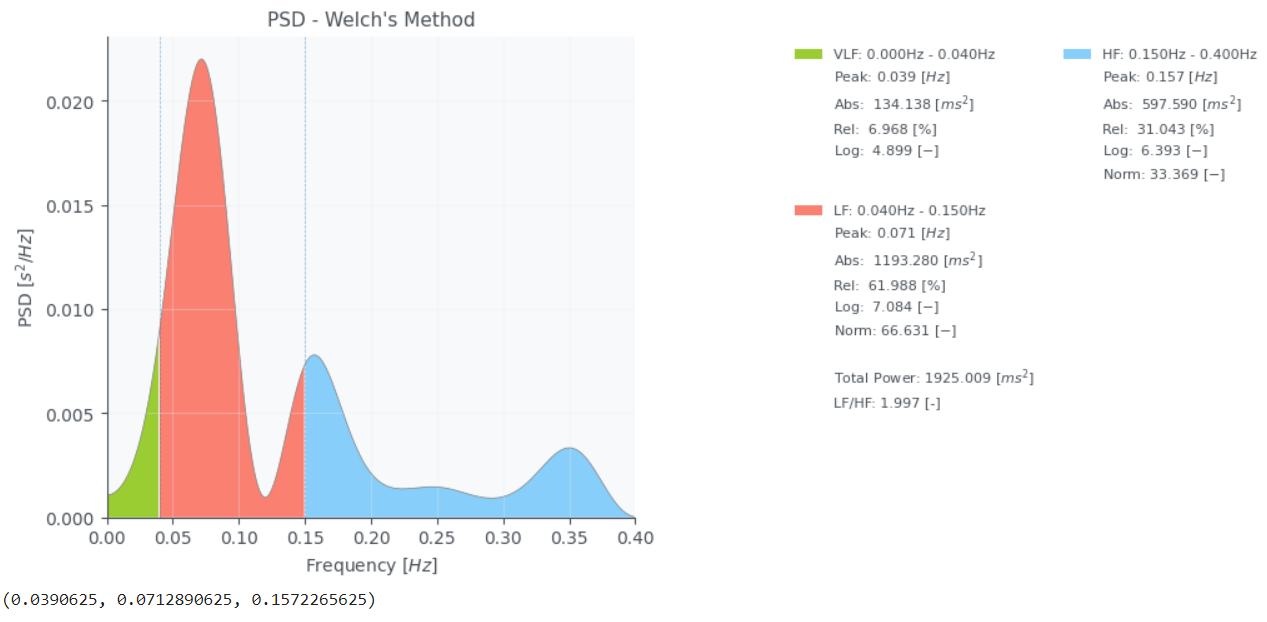 PSD - Welch's Method
PSD [s²/Hz]
0.020
0.015
0.010
0.005
0.000
0.00 0.05 0.10 0.15 0.20 0.25 0.30 0.35 0.40
Frequency [Hz]
VLF: 0.000Hz - 0.040Hz
Peak: 0.039 [Hz]
Abs: 134.138 [ms²]
Rel: 6.968 [%]
Log: 4.899 [−]
HF: 0.150Hz - 0.400Hz
Peak: 0.157 [Hz]
Abs: 597.590 [ms²]
Rel: 31.043 [%]
Log: 6.393 [−]
Norm: 33.369 [−]
LF: 0.040Hz - 0.150Hz
Peak: 0.071 [Hz]
Abs: 1193.280 [ms²]
Rel: 61.988 [%]
Log: 7.084 [−]
Norm: 66.631 [−]
Total Power: 1925.009 [ms²]
LF/HF: 1.997 [-]
(0.0390625, 0.0712890625, 0.1572265625)